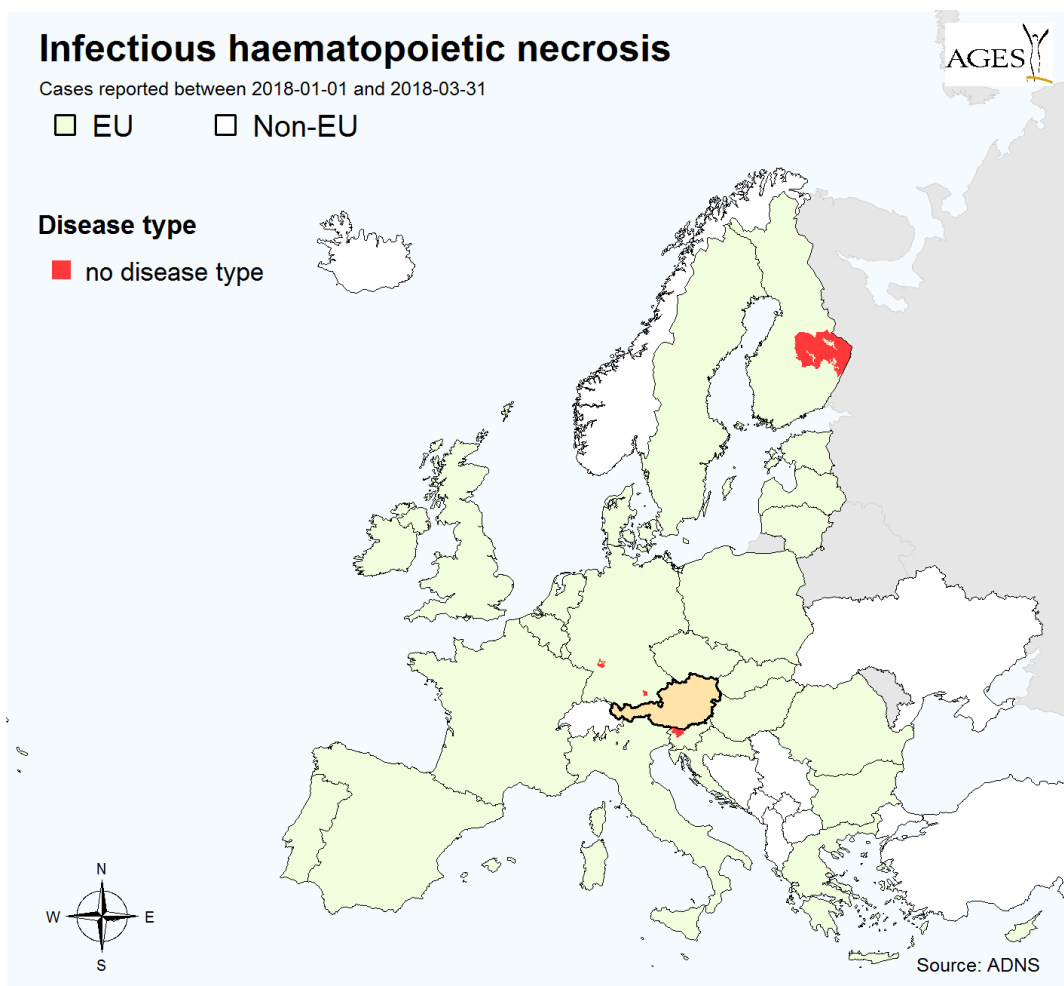 Infectious haematopoietic necrosis
AGES
Cases reported between 2018-01-01 and 2018-03-31
EU
Non-EU
Disease type
no disease type
N
W
E
S
Source: ADNS